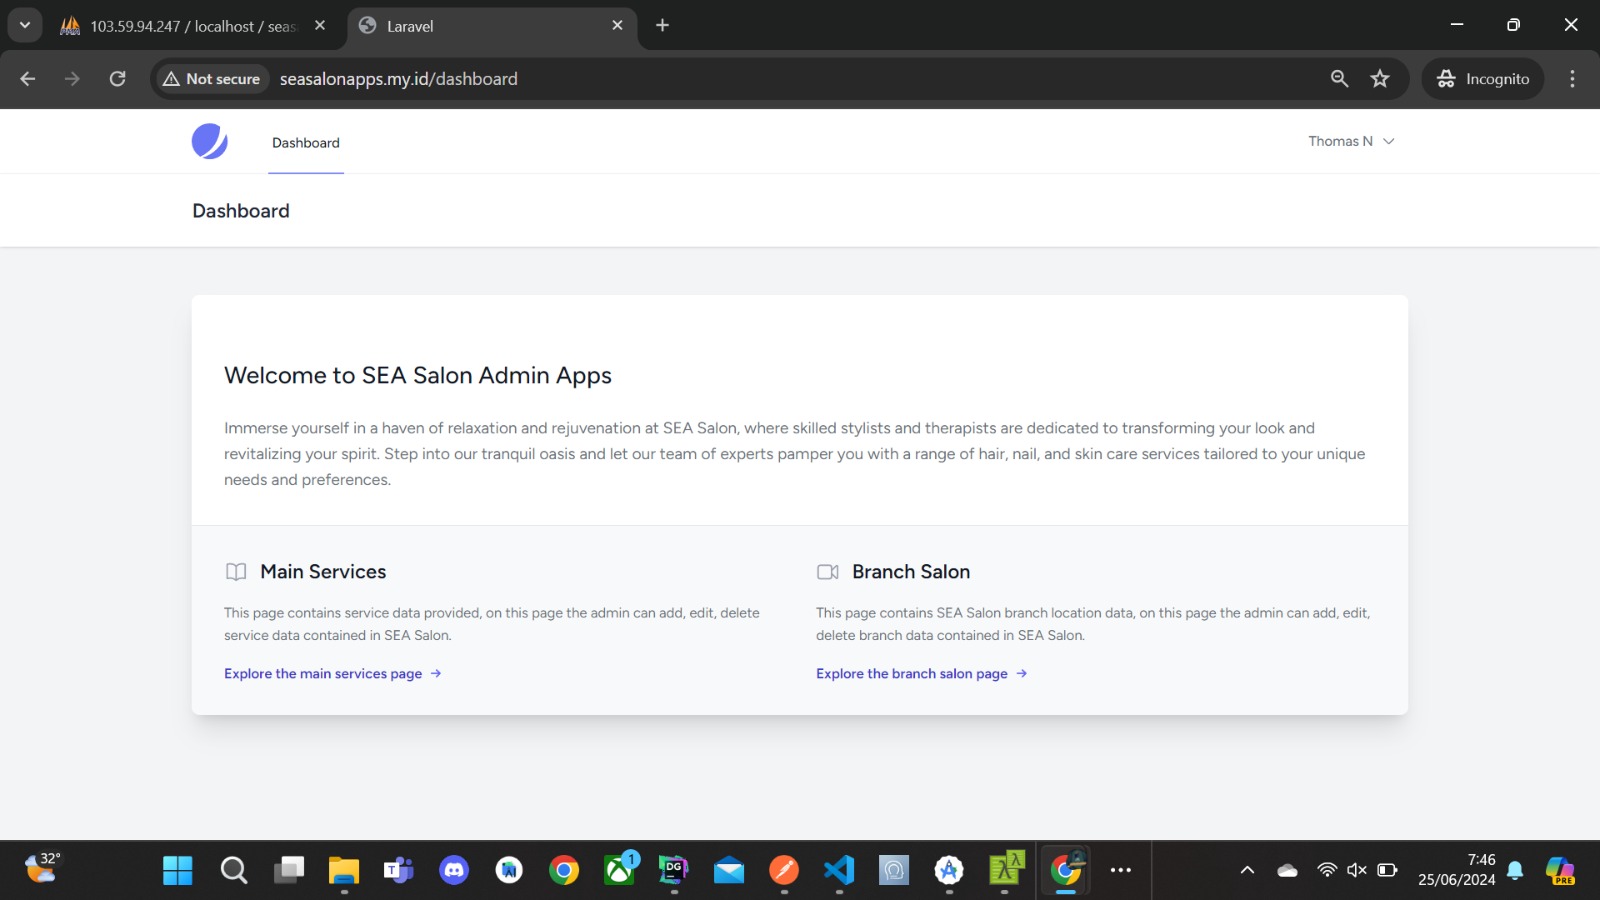 103.59.94.247 / localhost / seas
Laravel
Not secure
seasalonapps.my.id/dashboard
Incognito
Dashboard
Thomas N
Dashboard
Welcome to SEA Salon Admin Apps
Immerse yourself in a haven of relaxation and rejuvenation at SEA Salon, where skilled stylists and therapists are dedicated to transforming your look and
revitalizing your spirit. Step into our tranquil oasis and let our team of experts pamper you with a range of hair, nail, and skin care services tailored to your unique
needs and preferences.
Main Services
This page contains service data provided, on this page the admin can add, edit, delete
service data contained in SEA Salon.
Explore the main services page →
Branch Salon
This page contains SEA Salon branch location data, on this page the admin can add, edit,
delete branch data contained in SEA Salon.
Explore the branch salon page →
32°
1
DG
7:46
25/06/2024
PRE